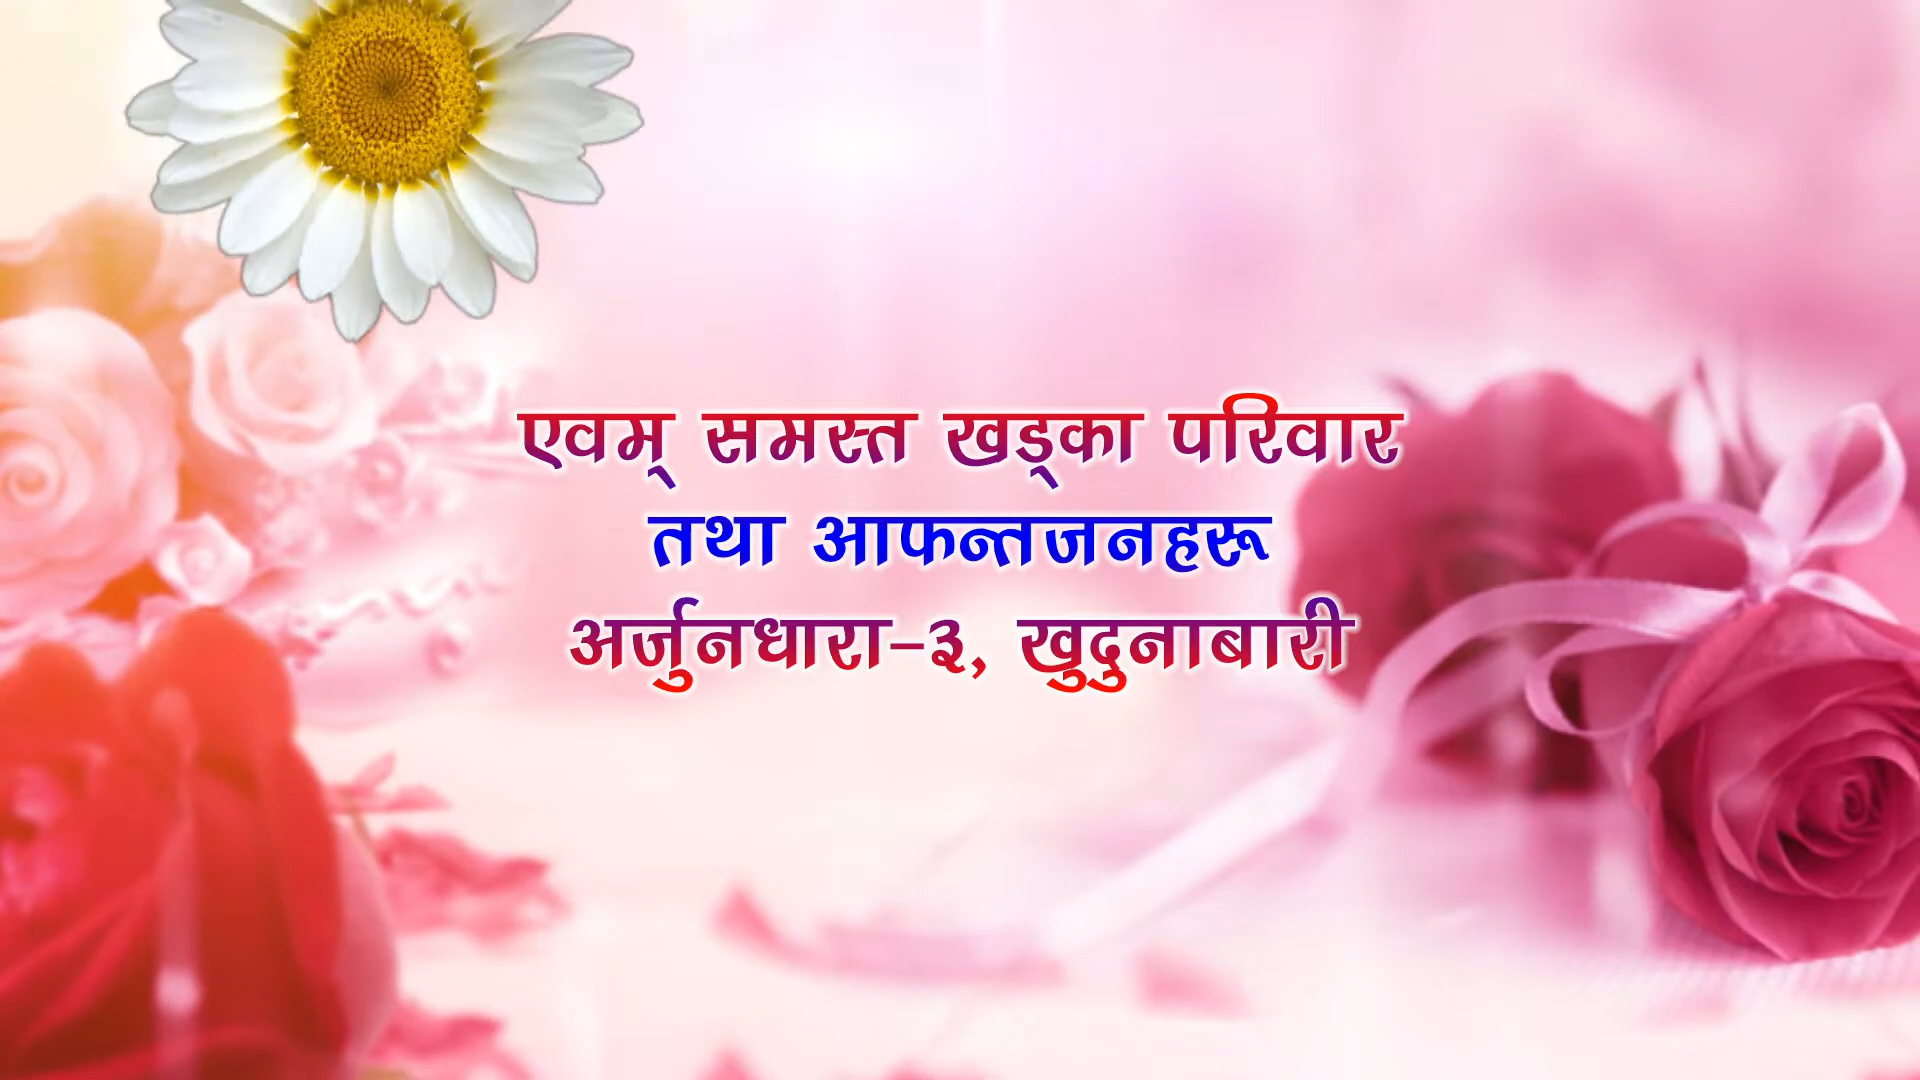 एवम् समस्त खड्का परिवार
तथा आफन्तजनहरू
अर्जुनधारा-३, खुदुनाबारी